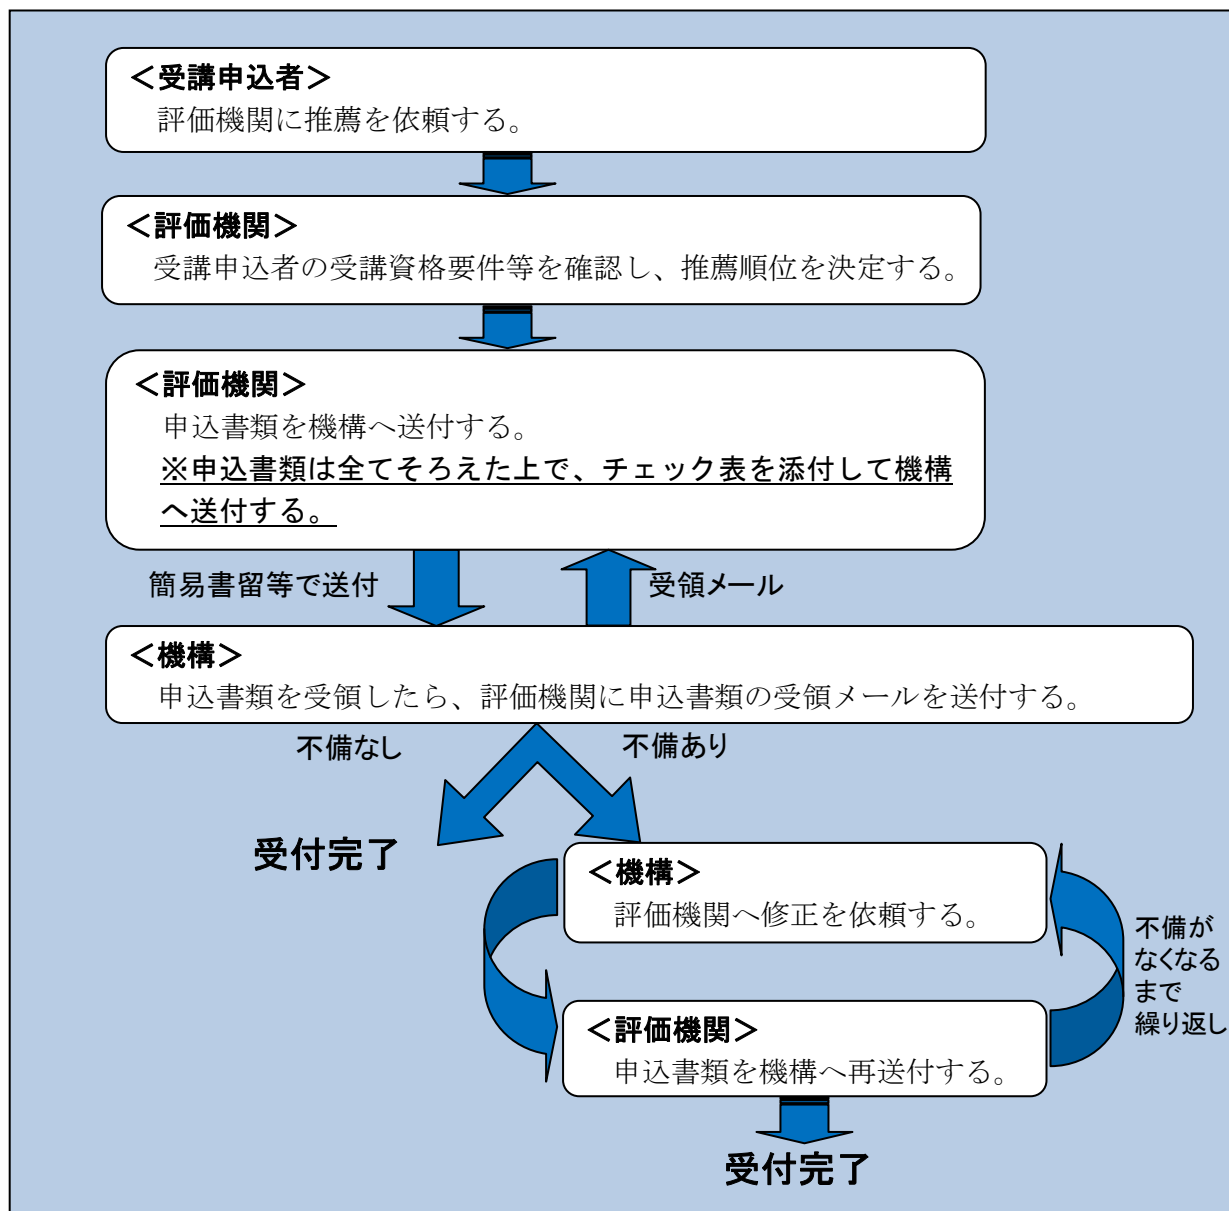 ＜受講申込者＞
評価機関に推薦を依頼する。
＜評価機関＞
受講申込者の受講資格要件等を確認し、推薦順位を決定する。
＜評価機関＞
申込書類を機構へ送付する。
※申込書類は全てそろえた上で、チェック表を添付して機構
へ送付する。
簡易書留等で送付
受領メール
＜機構＞
申込書類を受領したら、評価機関に申込書類の受領メールを送付する。
不備なし
不備あり
受付完了
＜機構＞
評価機関へ修正を依頼する。
不備が
なくなる
まで
繰り返し
＜評価機関＞
申込書類を機構へ再送付する。
受付完了